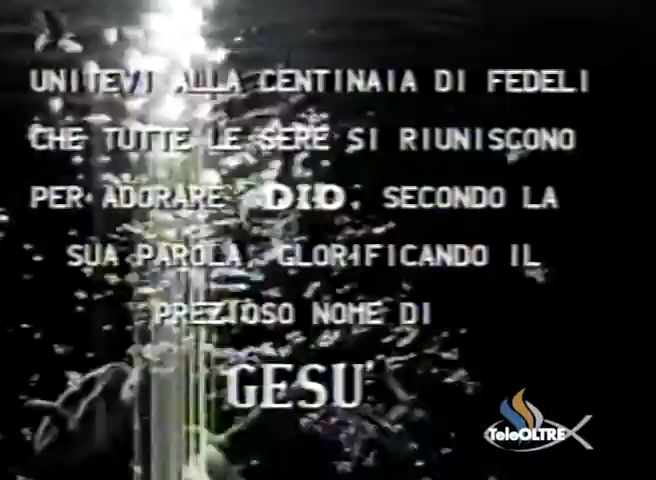 UNITEVI ALLA CENTINAIA DI FEDELI
CHE TUTTE LE SERE SI RIUNISCONO
PER ADORARE DIO, SECONDO LA
SUA PAROLA, GLORIFICANDO IL
PREZIOSO NOME DI
GESU'
TeleOLTRE